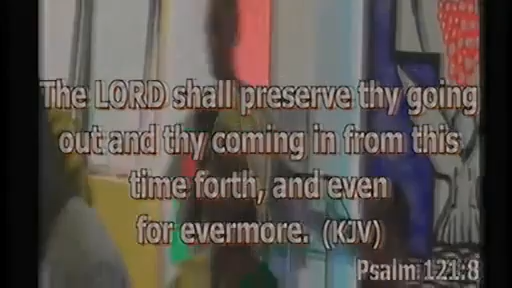 The LORD shall preserve thy going
out and thy coming in from this
time forth, and even
for evermore. (KJV)
Psalm 121:8